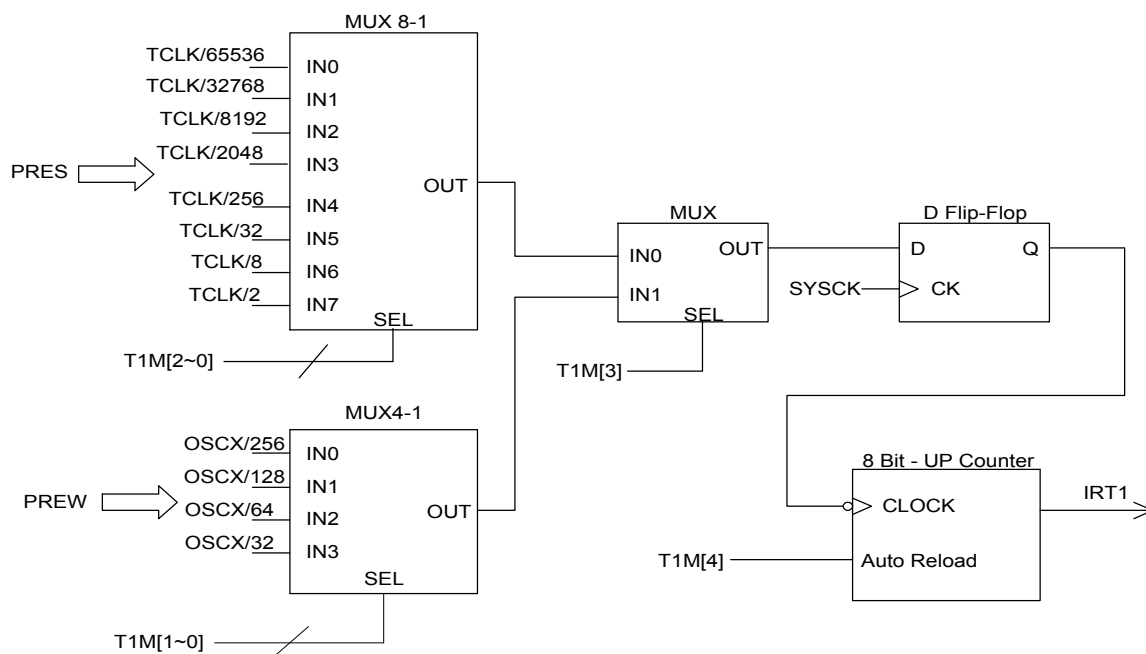 MUX 8-1
TCLK/65536
IN0
TCLK/32768
IN1
TCLK/8192
IN2
PRES
TCLK/2048
IN3
OUT
TCLK/256
IN4
TCLK/32
IN5
TCLK/8
IN6
TCLK/2
IN7
SEL
T1M[2~0]
MUX
OUT
IN0
IN1
SEL
T1M[3]
D Flip-Flop
D
Q
SYSCK
CK
MUX4-1
OSCX/256
IN0
PREW
OSCX/128
IN1
OUT
OSCX/64
IN2
OSCX/32
IN3
SEL
T1M[1~0]
8 Bit - UP Counter
CLOCK
IRT1
T1M[4]
Auto Reload